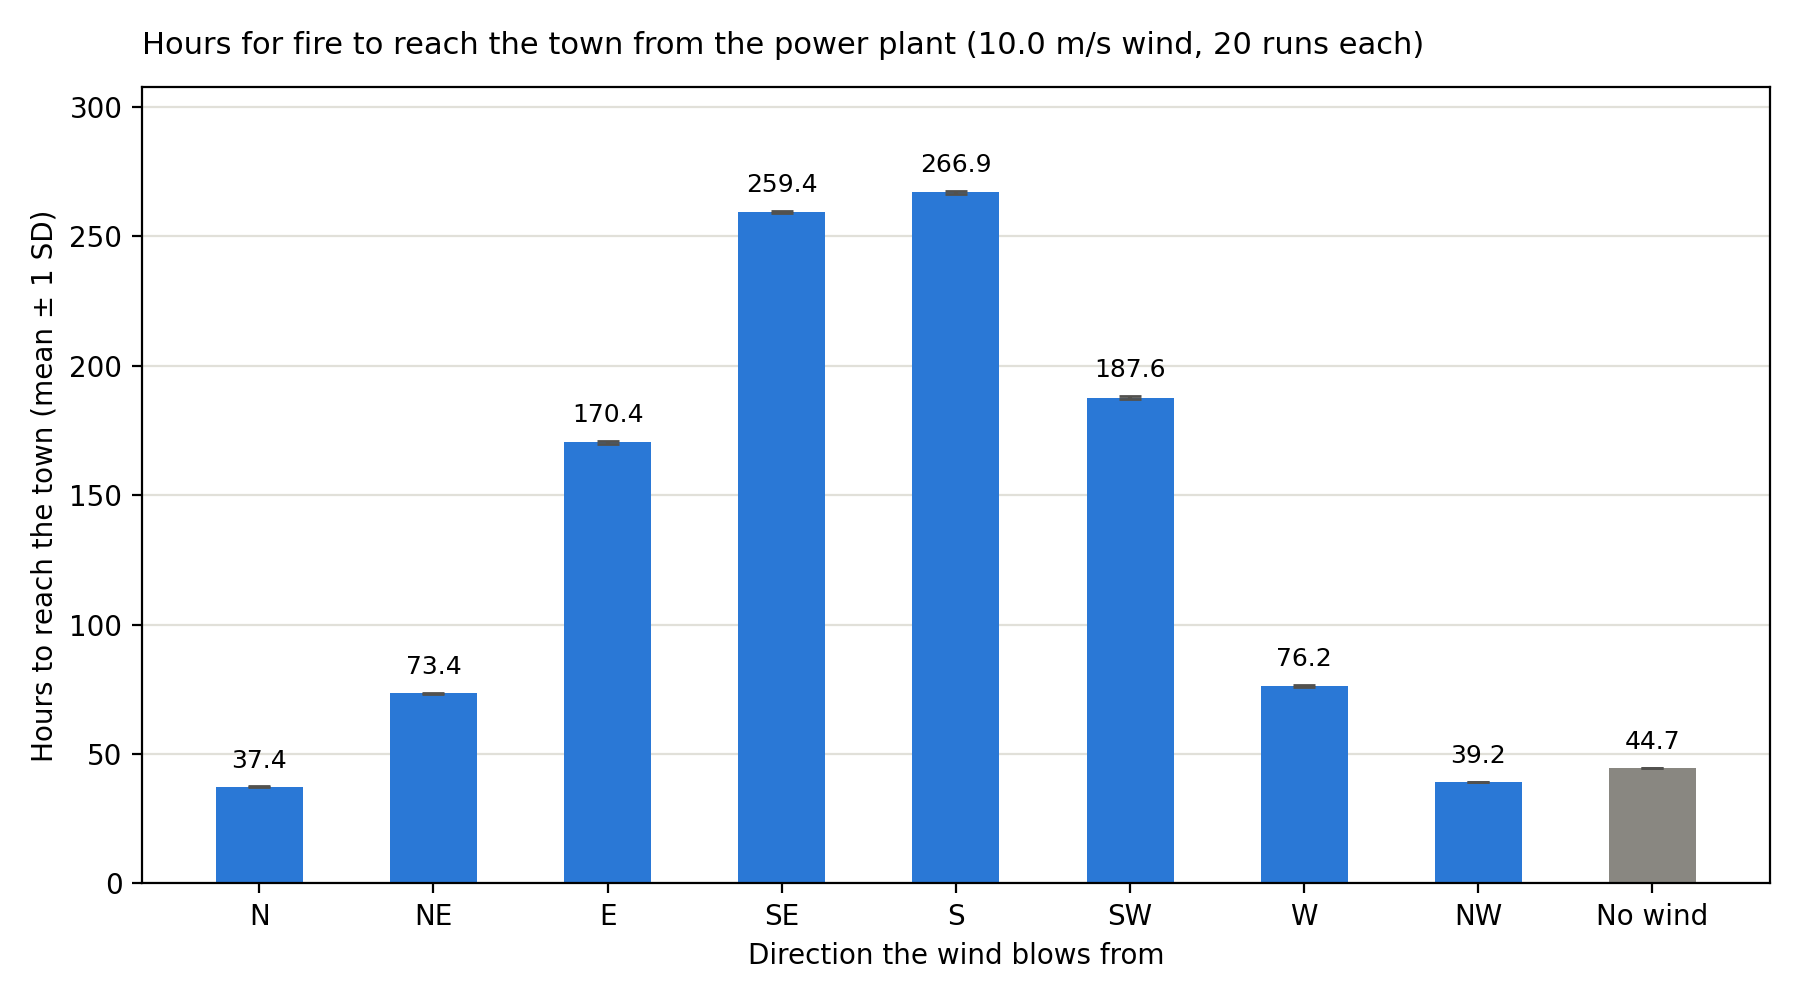 Hours for fire to reach the town from the power plant (10.0 m/s wind, 20 runs each)
Hours to reach the town (mean ± 1 SD)
300
250
200
150
100
50
0
37.4
73.4
170.4
259.4
266.9
187.6
76.2
39.2
44.7
N
NE
E
SE
S
SW
W
NW
No wind
Direction the wind blows from